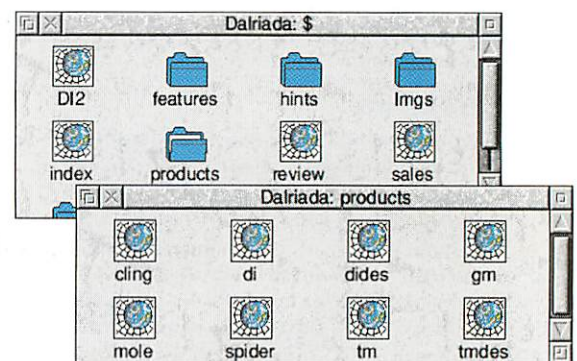 Dalriada: $
DI2 features hints Imgs
index products review sales
Dalriada: products
cling di dides gm
mole spider tm tmdes